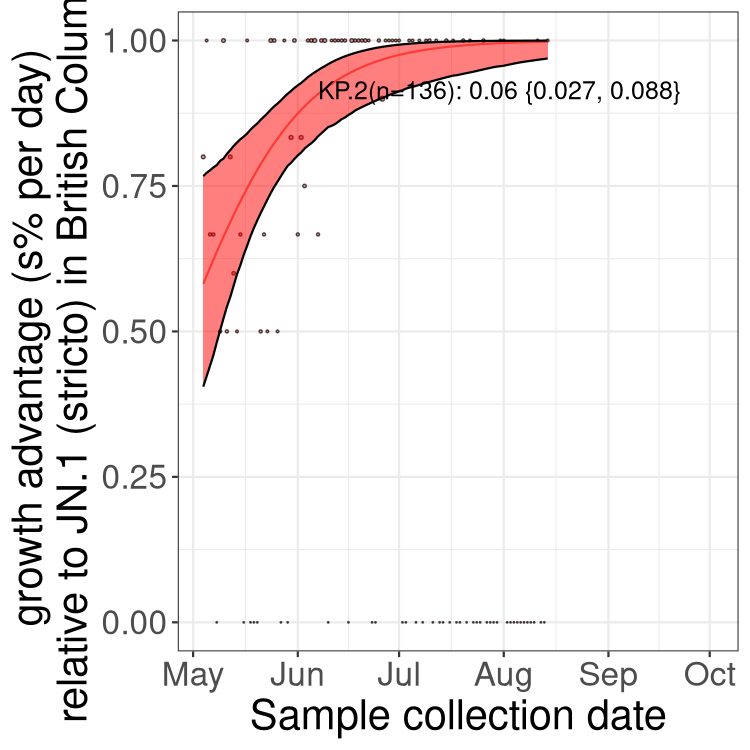 growth advantage (s% per day)
relative to JN.1 (stricto) in British Colum
1.00
0.75
0.50
0.25
0.00
KP.2(n=136): 0.06 {0.027, 0.088}
May Jun Jul Aug Sep Oct
Sample collection date